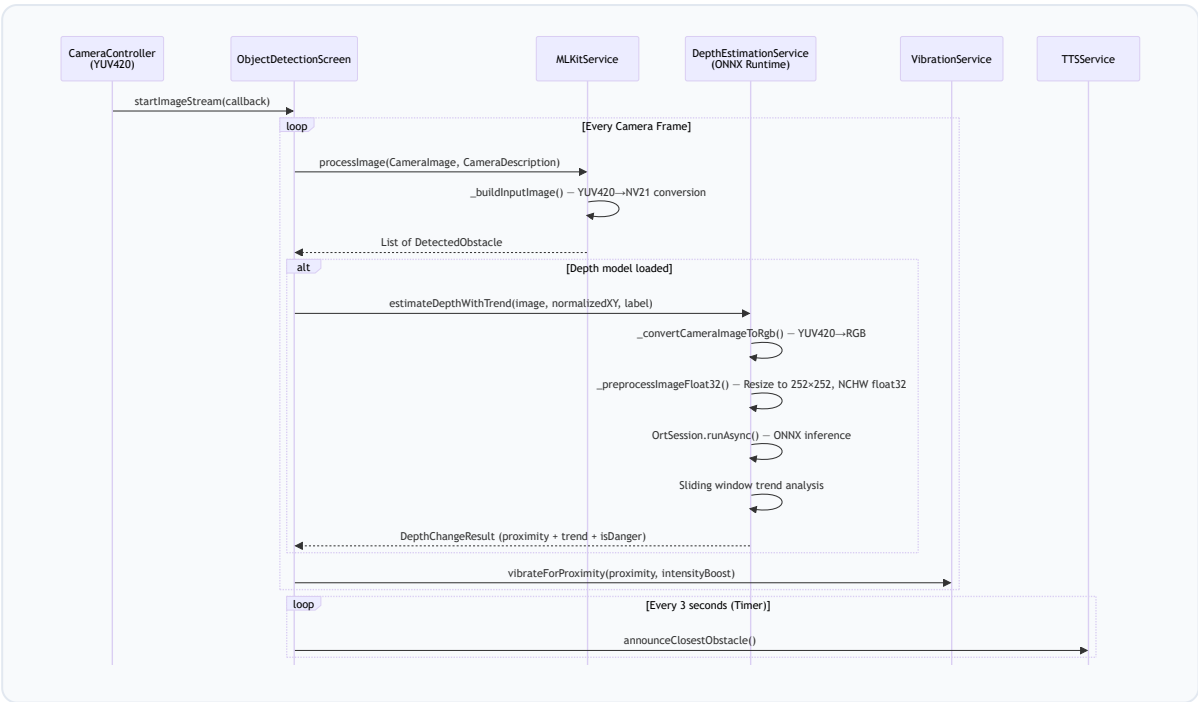 CameraController
(YUV420)
ObjectDetectionScreen
MLKitService
DepthEstimationService
(ONNX Runtime)
VibrationService
TTSService
startImageStream(callback)
loop
[Every Camera Frame]
processImage(CameraImage, CameraDescription)
_buildInputImage() — YUV420→NV21 conversion
List of DetectedObstacle
alt
[Depth model loaded]
estimateDepthWithTrend(image, normalizedXY, label)
_convertCameraImageToRgb() — YUV420→RGB
_preprocessImageFloat32() — Resize to 252×252, NCHW float32
OrtSession.runAsync() — ONNX inference
Sliding window trend analysis
DepthChangeResult (proximity + trend + isDanger)
vibrateForProximity(proximity, intensityBoost)
loop
[Every 3 seconds (Timer)]
announceClosestObstacle()